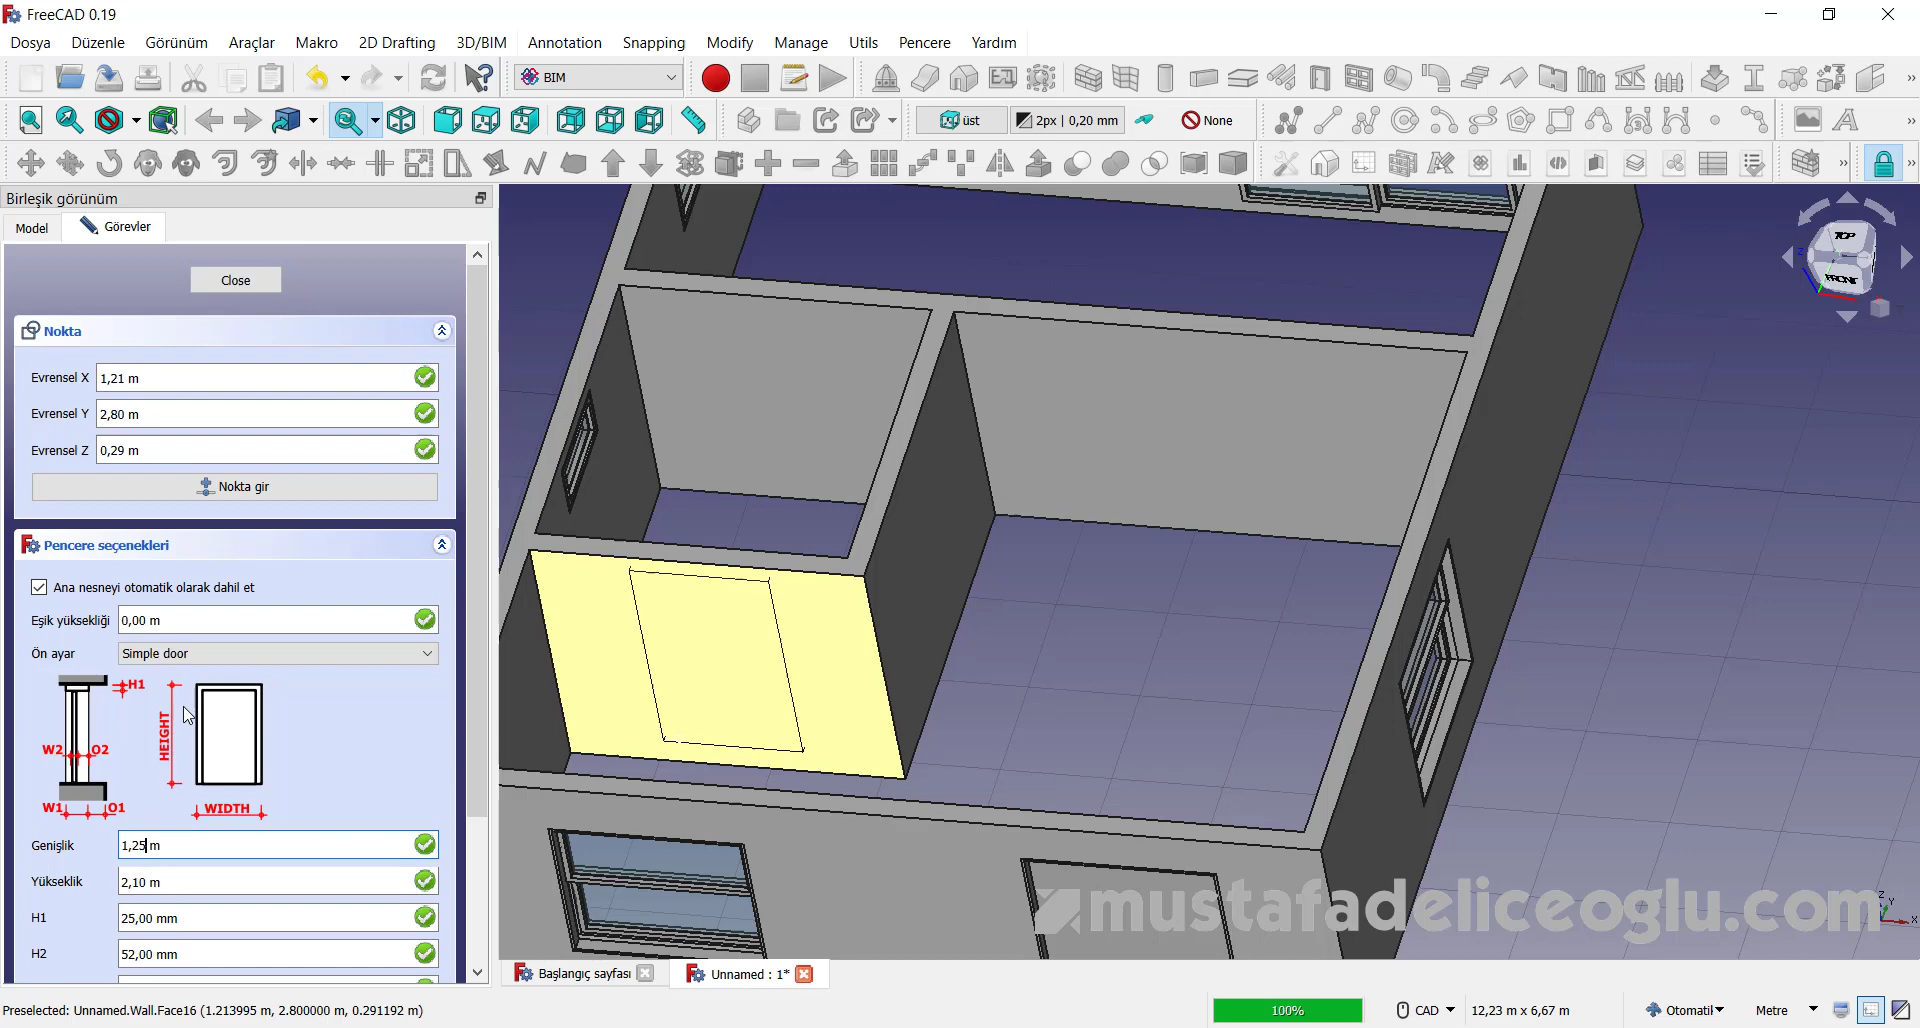 FreeCAD 0.19
Dosya Düzenle Görünüm Araçlar Makro 2D Drafting 3D/BIM Annotation Snapping Modify Manage Utils Pencere Yardım
BIM
üst 2px | 0,20 mm None
Birleşik görünüm
Model Görevler
Close
Nokta
Evrensel X 1,21 m
Evrensel Y 2,80 m
Evrensel Z 0,29 m
Nokta gir
Pencere seçenekleri
Ana nesneyi otomatik olarak dahil et
Eşik yüksekliği 0,00 m
Ön ayar Simple door
H1
HEIGHT
W2 O2
W1 O1
WIDTH
Genişlik 1,25 m
Yükseklik 2,10 m
H1 25,00 mm
H2 52,00 mm
TOP
FRONT
Z
mustafadeliceoglu.com
Z
Y
X
Başlangıç sayfası Unnamed : 1*
Preselected: Unnamed.Wall.Face16 (1.213995 m, 2.800000 m, 0.291192 m)
100% CAD 12,23 m x 6,67 m Otomatil Metre